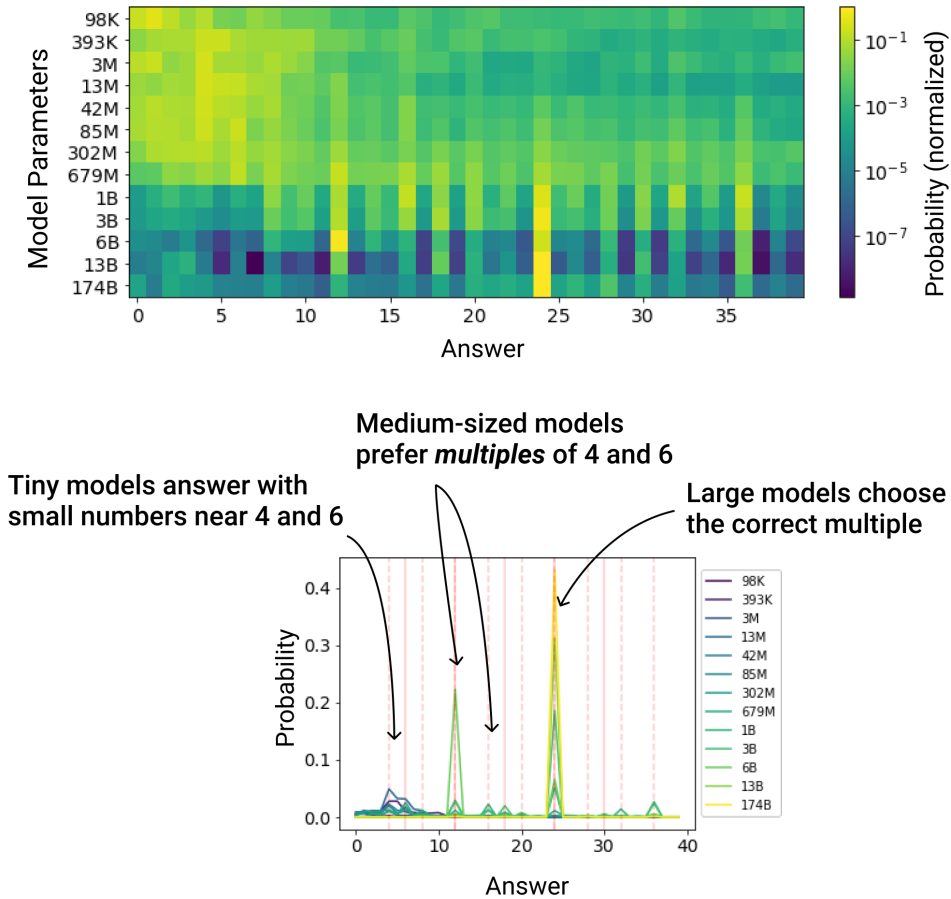 Model Parameters
98K
393K
3M
13M
42M
85M
302M
679M
1B
3B
6B
13B
174B
0 5 10 15 20 25 30 35
Answer
10⁻¹
10⁻³
10⁻⁵
10⁻⁷
Probability (normalized)
Medium-sized models
prefer multiples of 4 and 6
Tiny models answer with
small numbers near 4 and 6
Large models choose
the correct multiple
Probability
0.4
0.3
0.2
0.1
0.0
0 10 20 30 40
Answer
98K
393K
3M
13M
42M
85M
302M
679M
1B
3B
6B
13B
174B